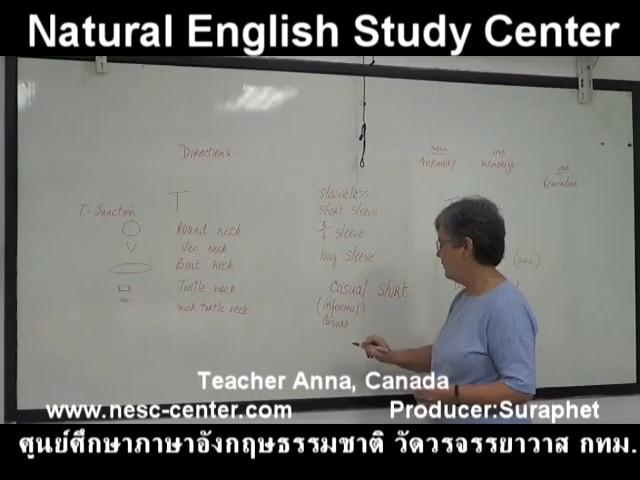 Natural English Study Center
DIRECTIONS
noun
memory
verb
memorize
verb
Remember
T-Junction
T
Round neck
Vee neck
Boat neck
Turtle neck
Mock turtle neck
Sleeveless
Short sleeve
3/4 sleeve
long sleeve
(man)
Casual Shirt
(informal)
leisure
Teacher Anna, Canada
www.nesc-center.com
Producer:Suraphet
ศูนย์ศึกษาภาษาอังกฤษธรรมชาติ วัดวรจรรยาวาส กทม.